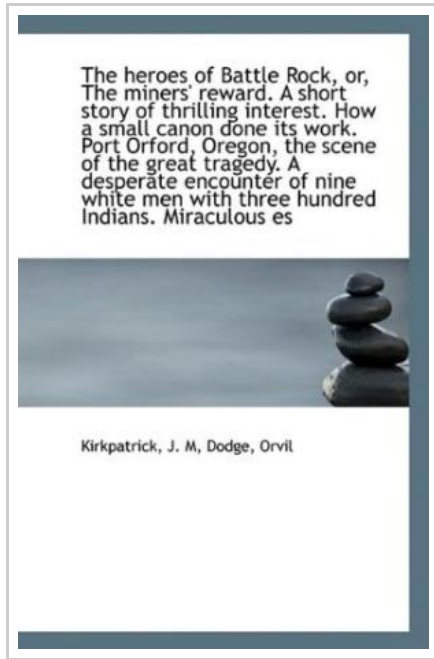 The heroes of Battle Rock, or,
The miners' reward. A short
story of thrilling interest. How
a small canon done its work.
Port Orford, Oregon, the scene
of the great tragedy. A
desperate encounter of nine
white men with three hundred
Indians. Miraculous es
Kirkpatrick, J. M, Dodge, Orvil